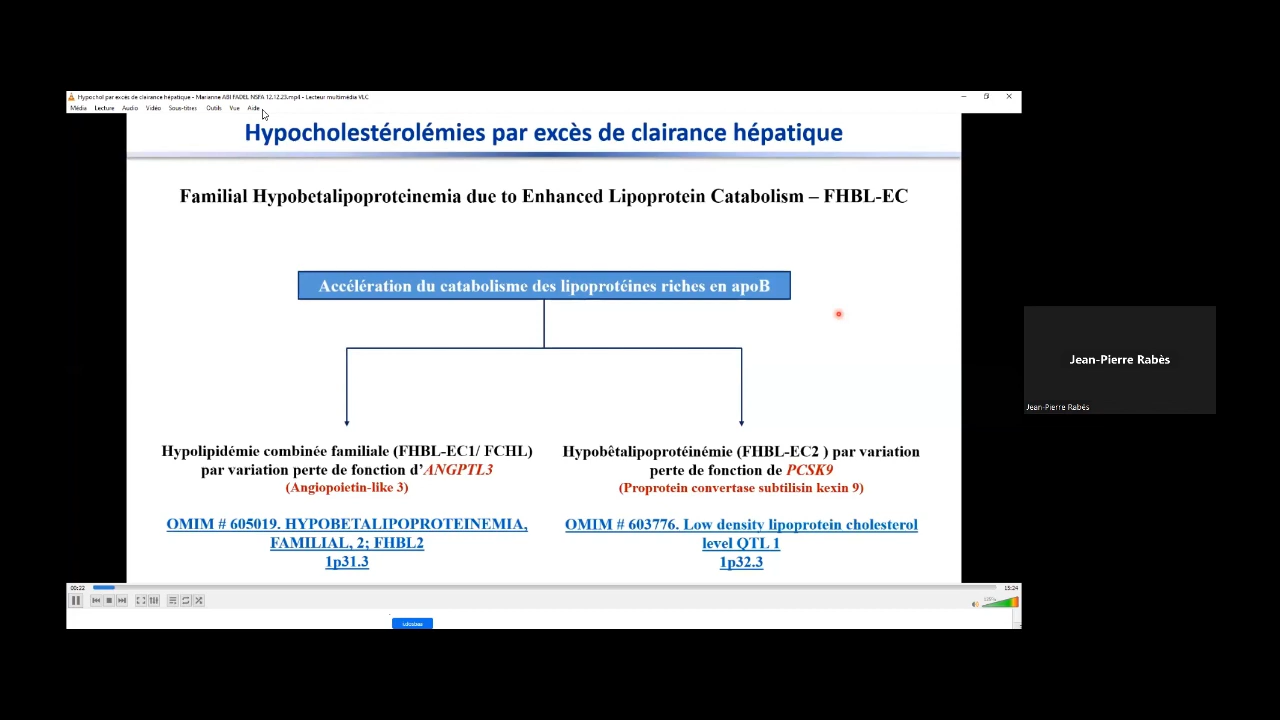 Hypochol par excès de clairance hépatique - Marianne ABI FADEL NSFA 12.12.23.mp4 - Lecteur multimédia VLC
Média Lecture Audio Vidéo Sous-titres Outils Vue Aide
Hypocholestérolémies par excès de clairance hépatique
Familial Hypobetalipoproteinemia due to Enhanced Lipoprotein Catabolism – FHBL-EC
Accélération du catabolisme des lipoprotéines riches en apoB
Hypolipidémie combinée familiale (FHBL-EC1/ FCHL)
par variation perte de fonction d’ANGPTL3
(Angiopoietin-like 3)
OMIM # 605019. HYPOBETALIPOPROTEINEMIA,
FAMILIAL, 2; FHBL2
1p31.3
Hypobêtalipoprotéinémie (FHBL-EC2 ) par variation
perte de fonction de PCSK9
(Proprotein convertase subtilisin kexin 9)
OMIM # 603776. Low density lipoprotein cholesterol
level QTL 1
1p32.3
Jean-Pierre Rabès
Jean-Pierre Rabès
00:22
15:24